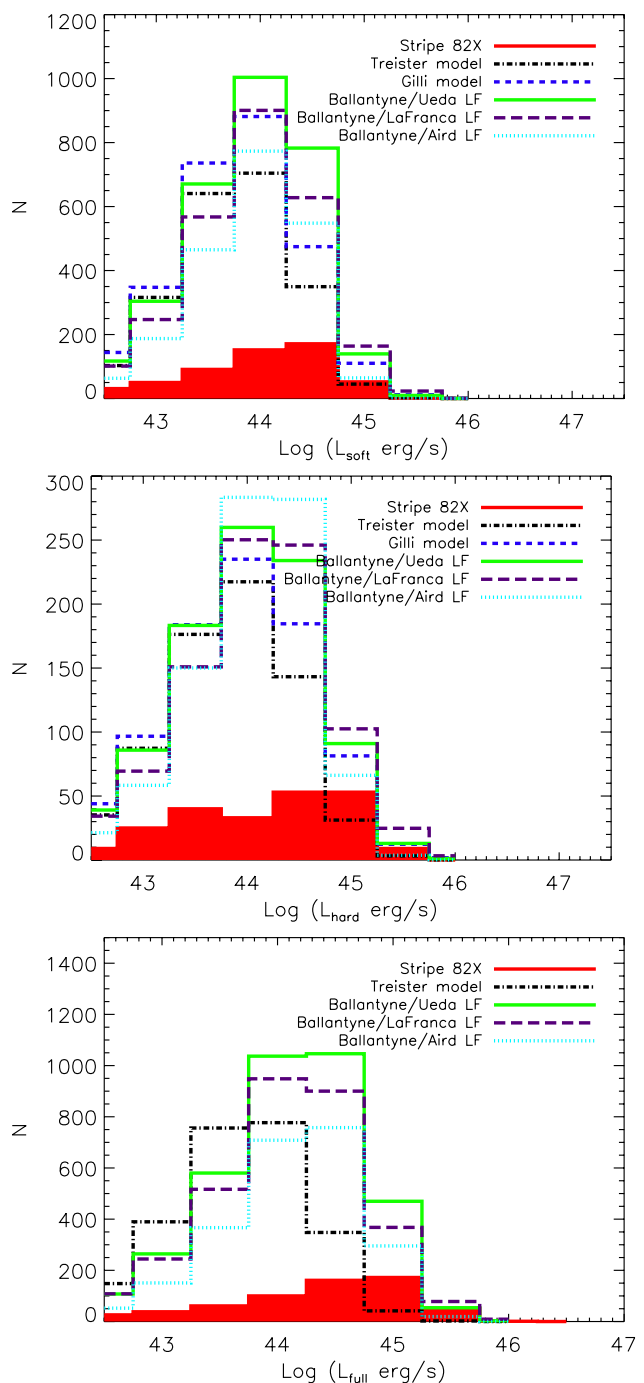 1000
800
600
400
200
0
N
Stripe 82X
Treister model
Gilli model
Ballantyne/Ueda LF
Ballantyne/LaFranca LF
Ballantyne/Aird LF
43 44 45 46 47
Log (Lsoft erg/s)
300
250
200
150
100
50
0
N
Stripe 82X
Treister model
Gilli model
Ballantyne/Ueda LF
Ballantyne/LaFranca LF
Ballantyne/Aird LF
43 44 45 46 47
Log (Lhard erg/s)
1400
1200
1000
800
600
400
200
0
N
Stripe 82X
Treister model
Ballantyne/Ueda LF
Ballantyne/LaFranca LF
Ballantyne/Aird LF
43 44 45 46 47
Log (Lfull erg/s)